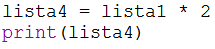 lista4 = lista1 * 2
print(lista4)